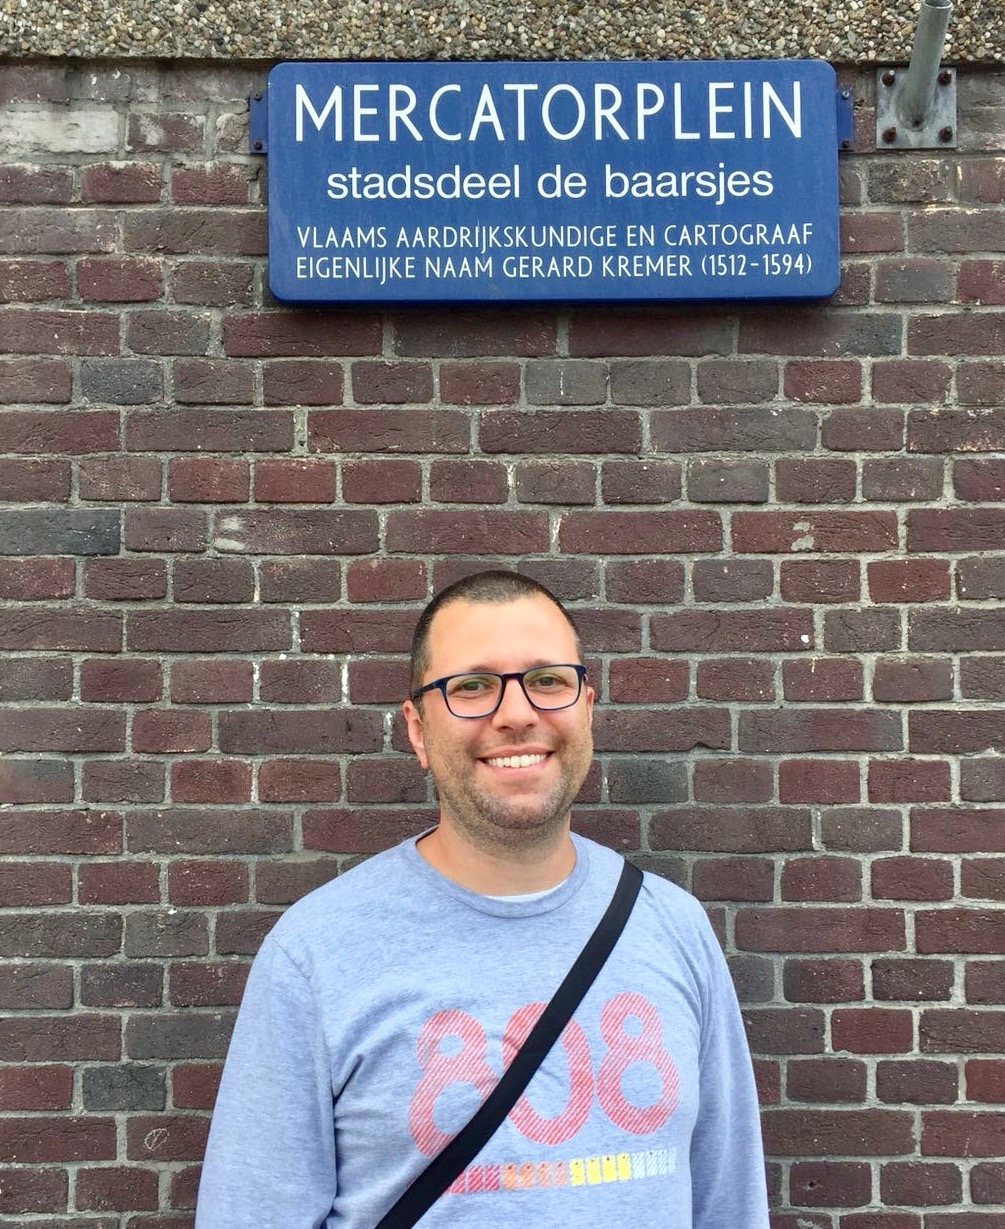 MERCATORPLEIN
stadsdeel de baarsjes
VLAAMS AARDRIJKSKUNDIGE EN CARTOGRAAF
EIGENLIJKE NAAM GERARD KREMER (1512-1594)
808